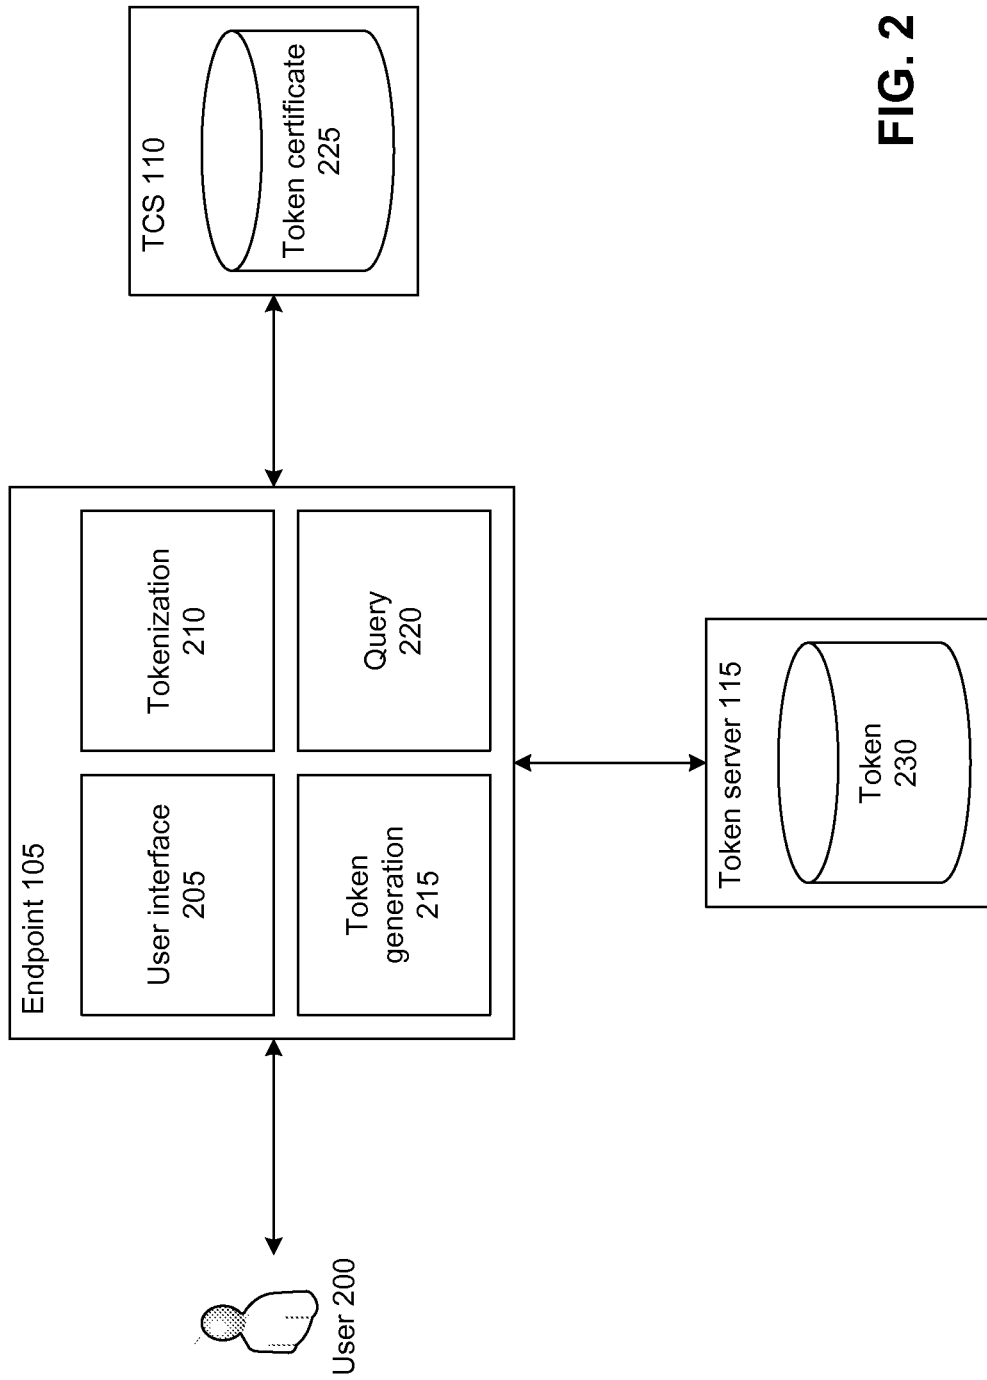 User 200
Endpoint 105
User interface
205
Tokenization
210
Token
generation
215
Query
220
TCS 110
Token certificate
225
Token server 115
Token
230
FIG. 2